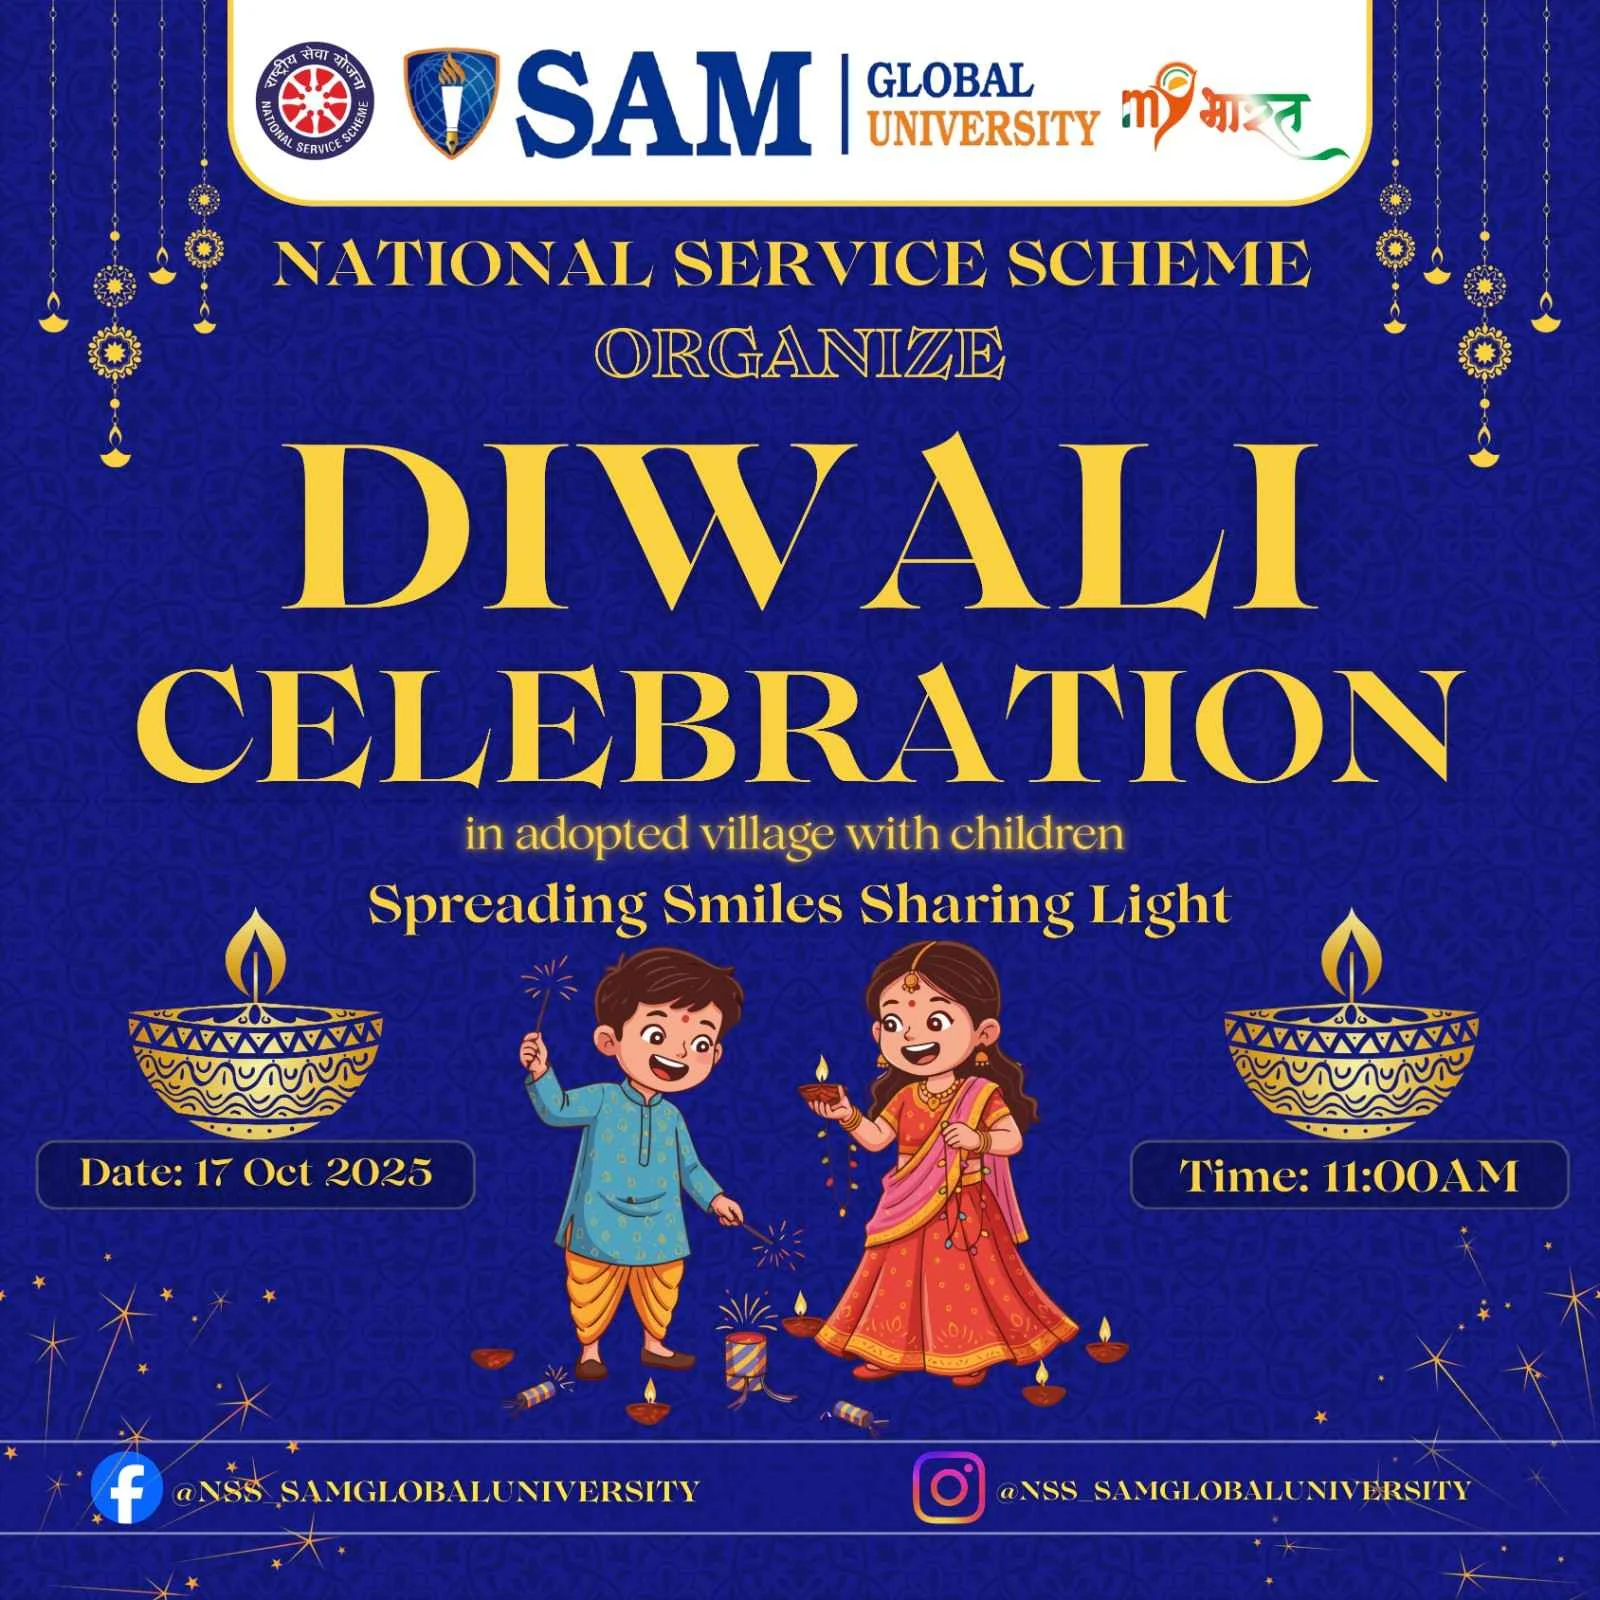 राष्ट्रीय सेवा योजना
NATIONAL SERVICE SCHEME
SAM
GLOBAL
UNIVERSITY
my भारत
NATIONAL SERVICE SCHEME
ORGANIZE
DIWALI
CELEBRATION
in adopted village with children
Spreading Smiles Sharing Light
Date: 17 Oct 2025
Time: 11:00AM
@NSS_SAMGLOBALUNIVERSITY
@NSS_SAMGLOBALUNIVERSITY